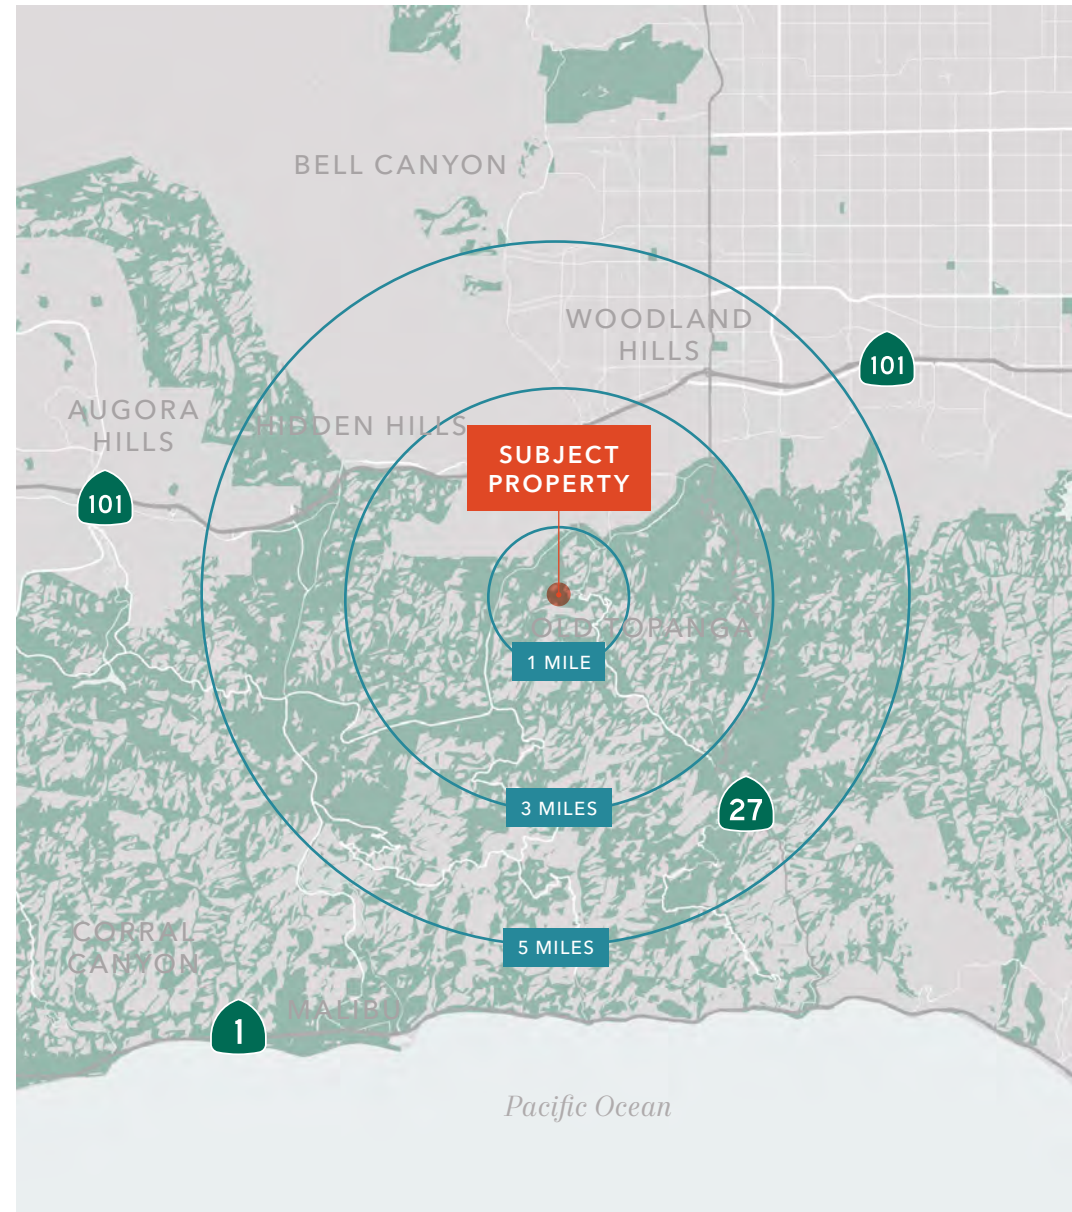 BELL CANYON
WOODLAND
HILLS
101
AUGORA
HILLS
HIDDEN HILLS
SUBJECT
PROPERTY
101
OLD TOPANGA
1 MILE
3 MILES
27
5 MILES
CORRAL
CANYON
MALIBU
1
Pacific Ocean